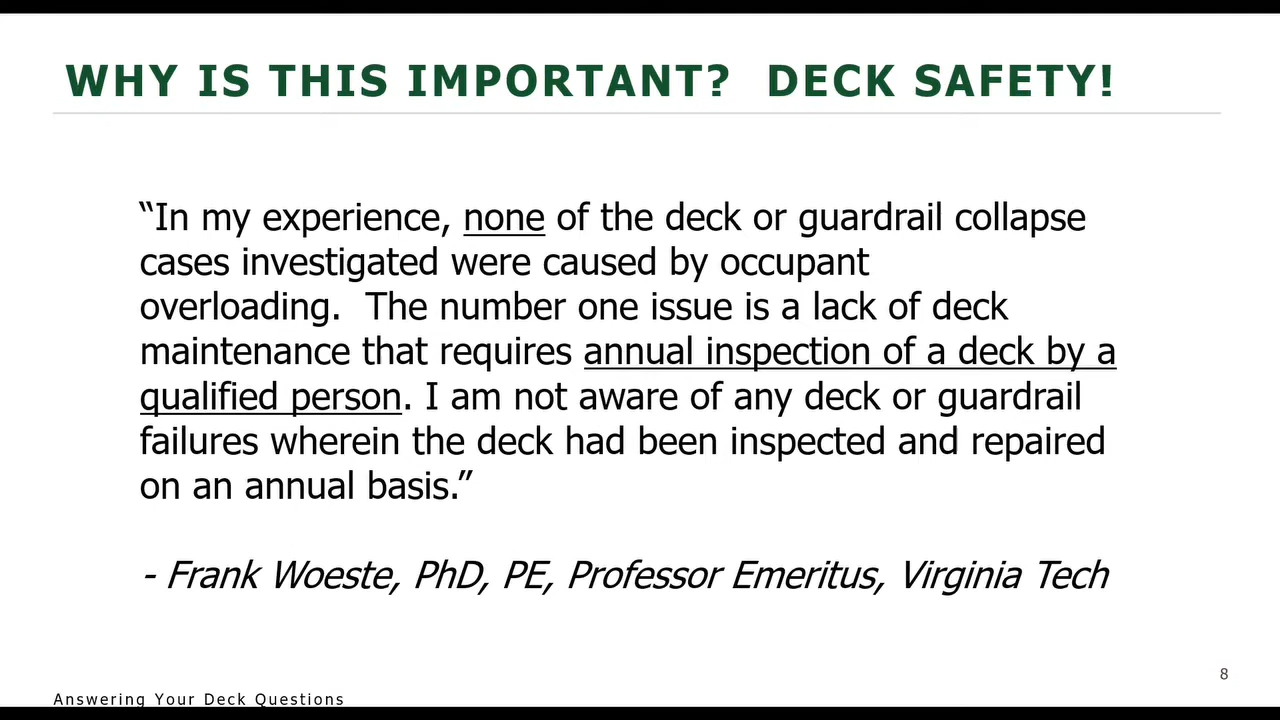 WHY IS THIS IMPORTANT?  DECK SAFETY!
“In my experience, none of the deck or guardrail collapse
cases investigated were caused by occupant
overloading.  The number one issue is a lack of deck
maintenance that requires annual inspection of a deck by a
qualified person. I am not aware of any deck or guardrail
failures wherein the deck had been inspected and repaired
on an annual basis.”
- Frank Woeste, PhD, PE, Professor Emeritus, Virginia Tech
8
Answering Your Deck Questions